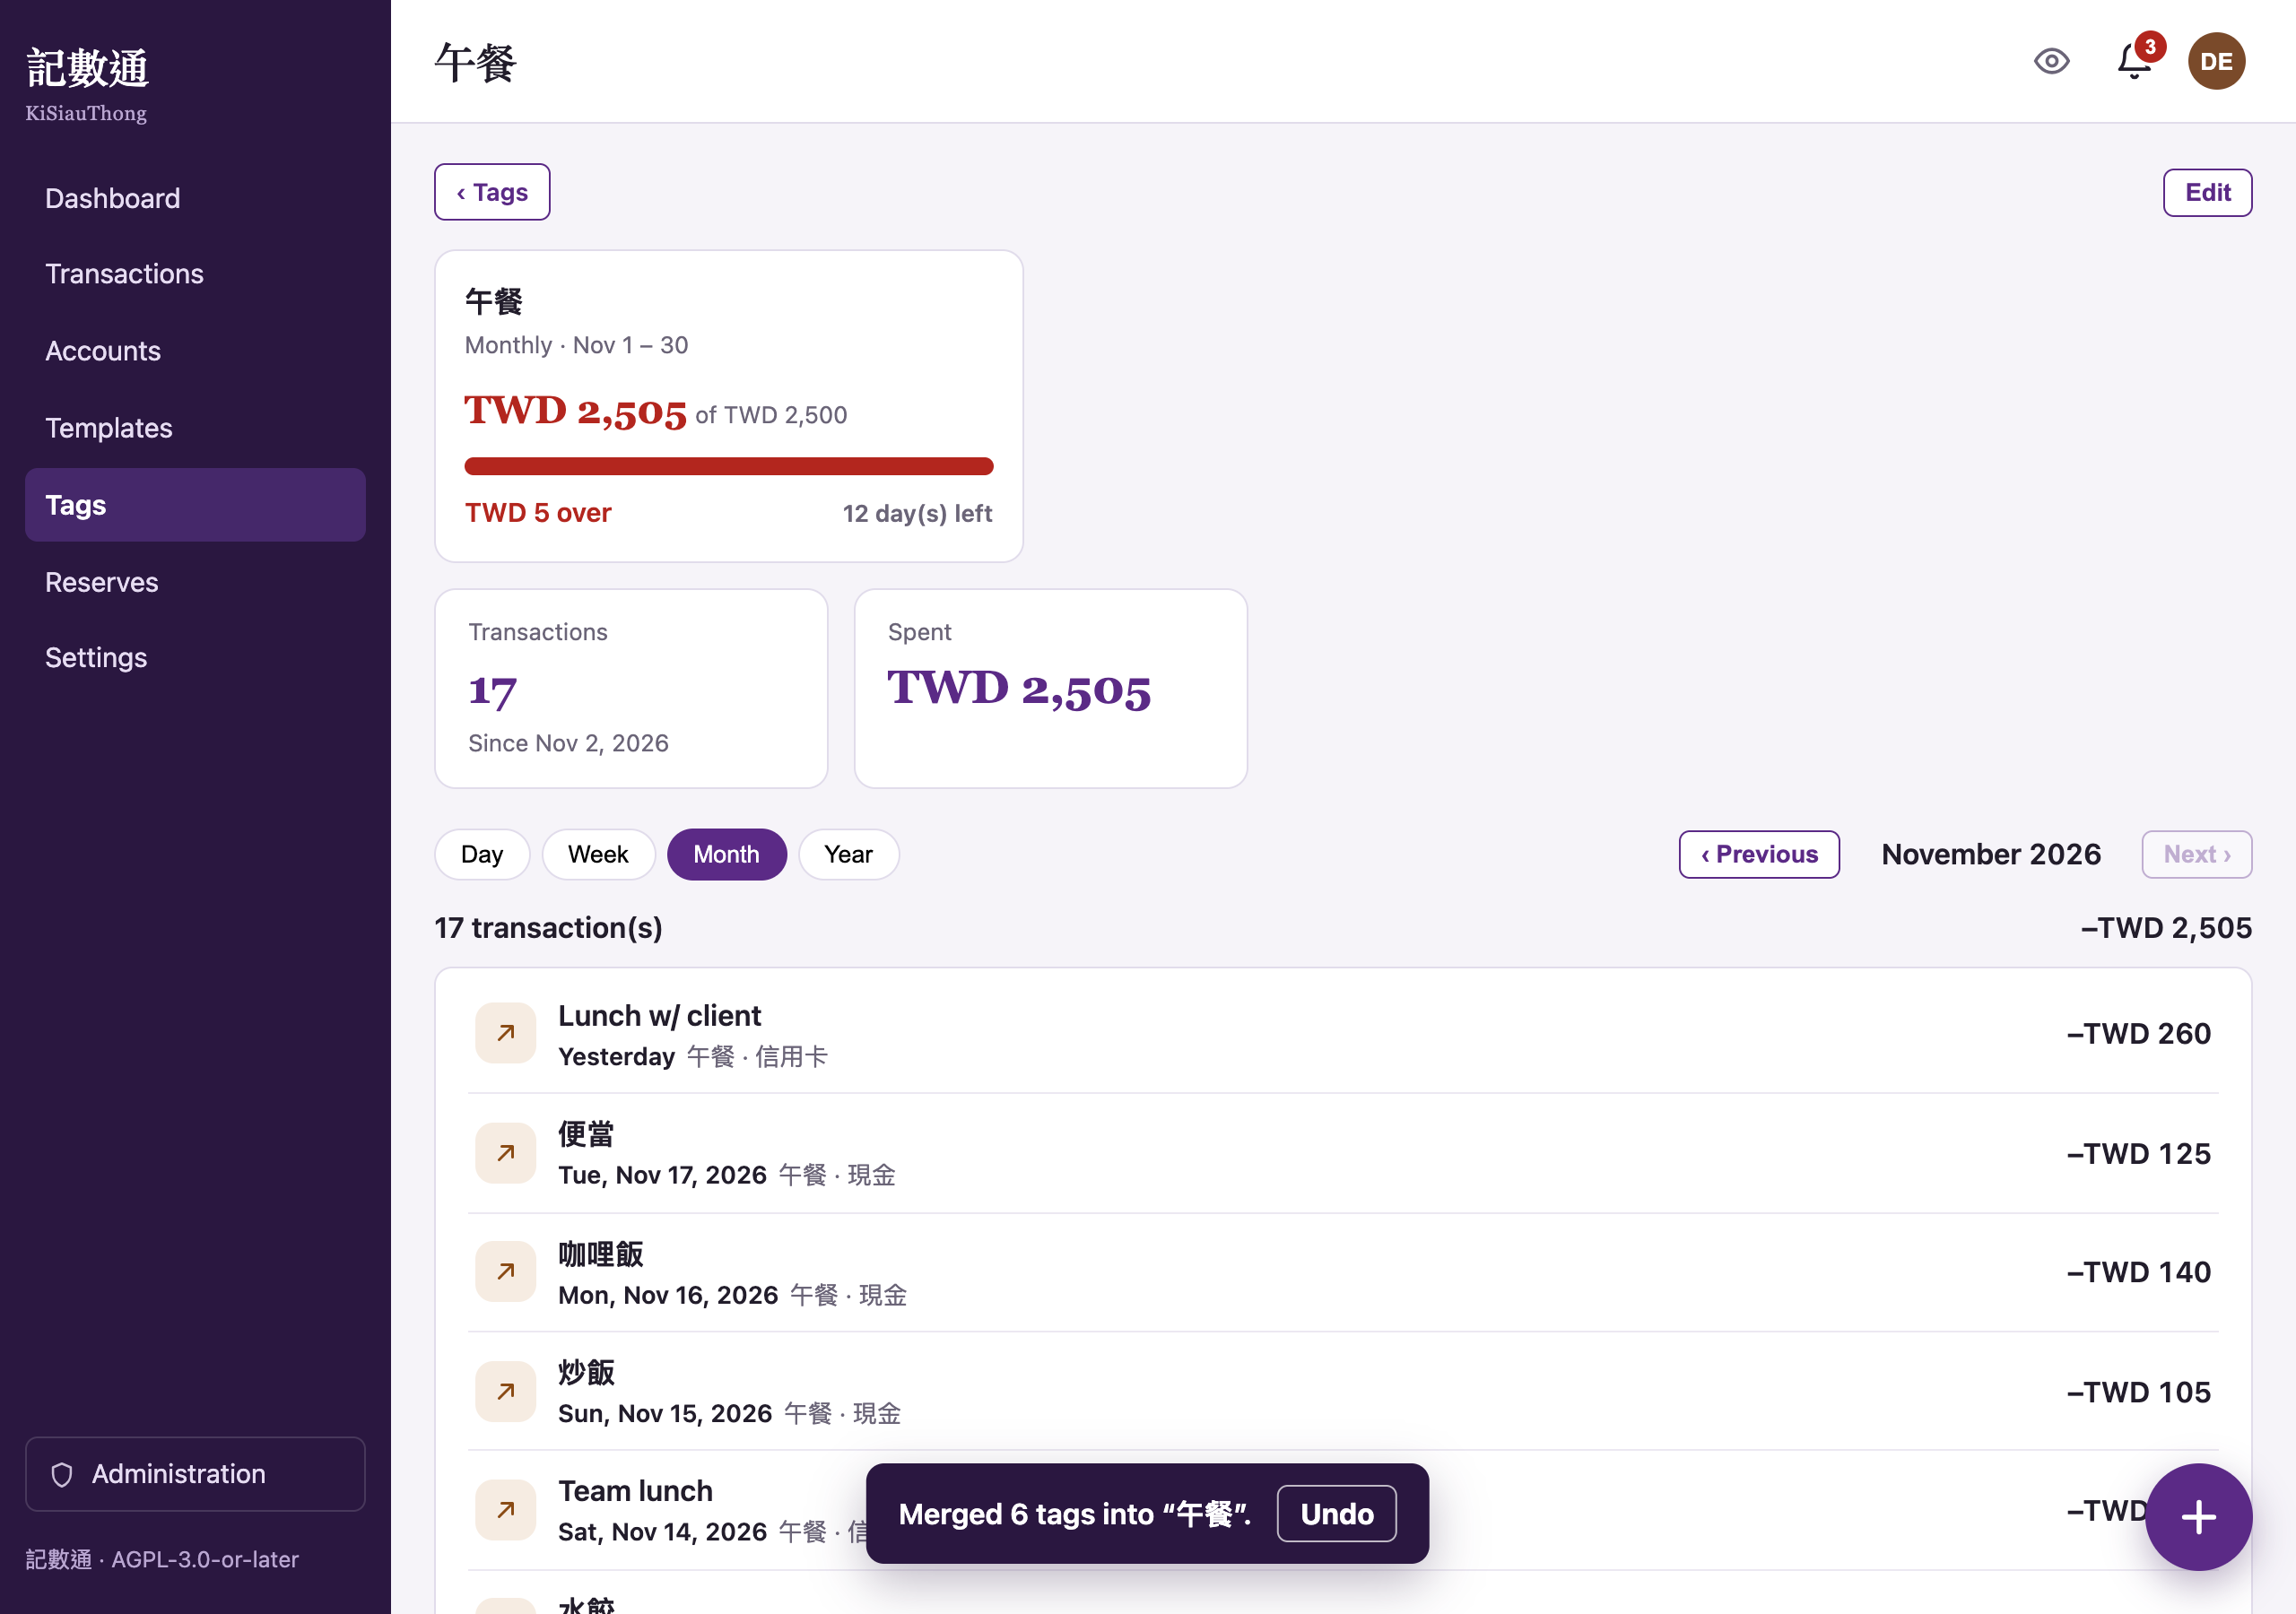 記數通
KiSiauThong
Dashboard
Transactions
Accounts
Templates
Tags
Reserves
Settings
Administration
記數通 · AGPL-3.0-or-later
午餐
3
DE
‹ Tags
Edit
午餐
Monthly · Nov 1 – 30
TWD 2,505 of TWD 2,500
TWD 5 over
12 day(s) left
Transactions
17
Since Nov 2, 2026
Spent
TWD 2,505
Day
Week
Month
Year
‹ Previous
November 2026
Next ›
17 transaction(s)
–TWD 2,505
Lunch w/ client
Yesterday 午餐 · 信用卡
–TWD 260
便當
Tue, Nov 17, 2026 午餐 · 現金
–TWD 125
咖哩飯
Mon, Nov 16, 2026 午餐 · 現金
–TWD 140
炒飯
Sun, Nov 15, 2026 午餐 · 現金
–TWD 105
Team lunch
Sat, Nov 14, 2026 午餐 · 信
–TWD
Merged 6 tags into “午餐”.
Undo
水餃